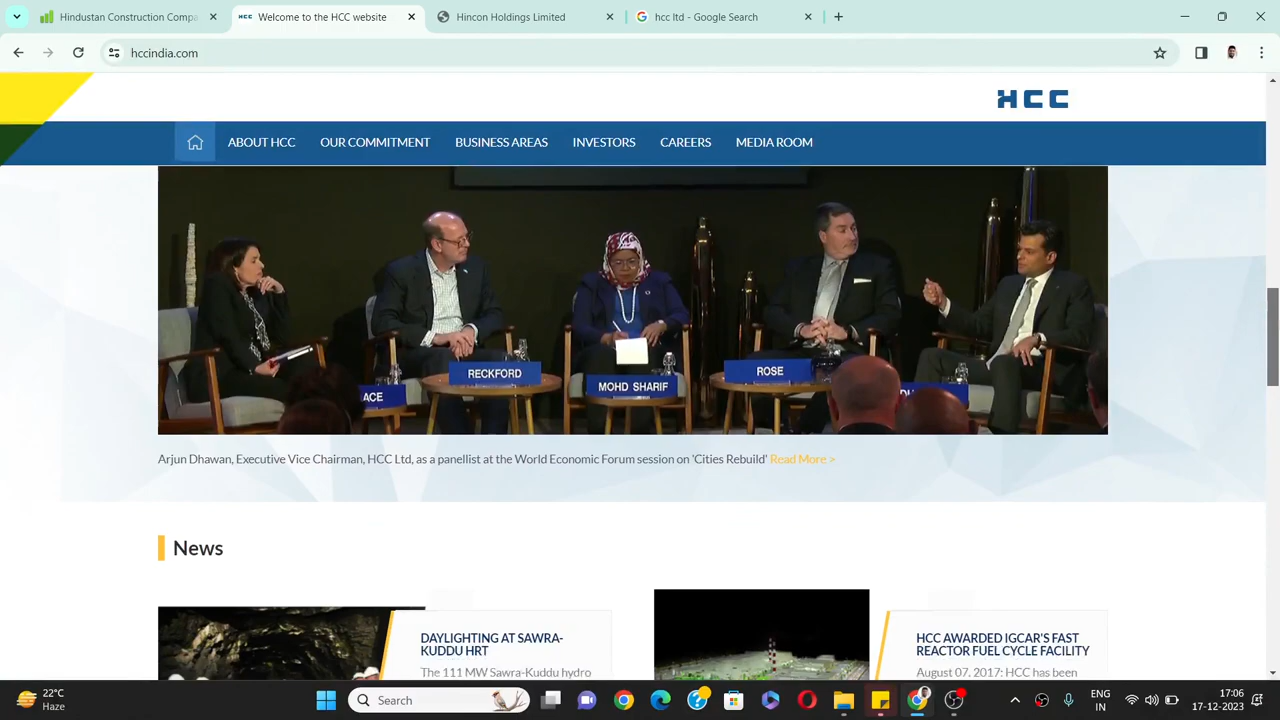 Hindustan Construction Compa
Welcome to the HCC website
Hincon Holdings Limited
hcc ltd - Google Search
hccindia.com
HCC
ABOUT HCC
OUR COMMITMENT
BUSINESS AREAS
INVESTORS
CAREERS
MEDIA ROOM
ACE
RECKFORD
MOHD SHARIF
ROSE
Arjun Dhawan, Executive Vice Chairman, HCC Ltd, as a panellist at the World Economic Forum session on 'Cities Rebuild' Read More >
News
DAYLIGHTING AT SAWRA-
KUDDU HRT
The 111 MW Sawra-Kuddu hydro
HCC AWARDED IGCAR'S FAST
REACTOR FUEL CYCLE FACILITY
August 07, 2017: HCC has been
22°C
Haze
Search
ENG
IN
17:06
17-12-2023